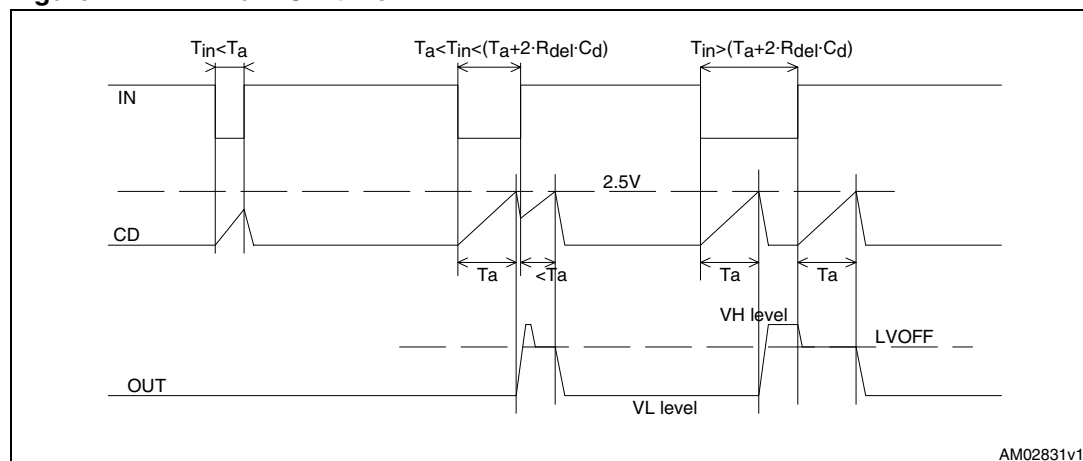 Tin<Ta
Ta<Tin<(Ta+2·Rdel·Cd)
Tin>(Ta+2·Rdel·Cd)
IN
2.5V
CD
Ta
<Ta
Ta
Ta
VH level
LVOFF
OUT
VL level
AM02831v1